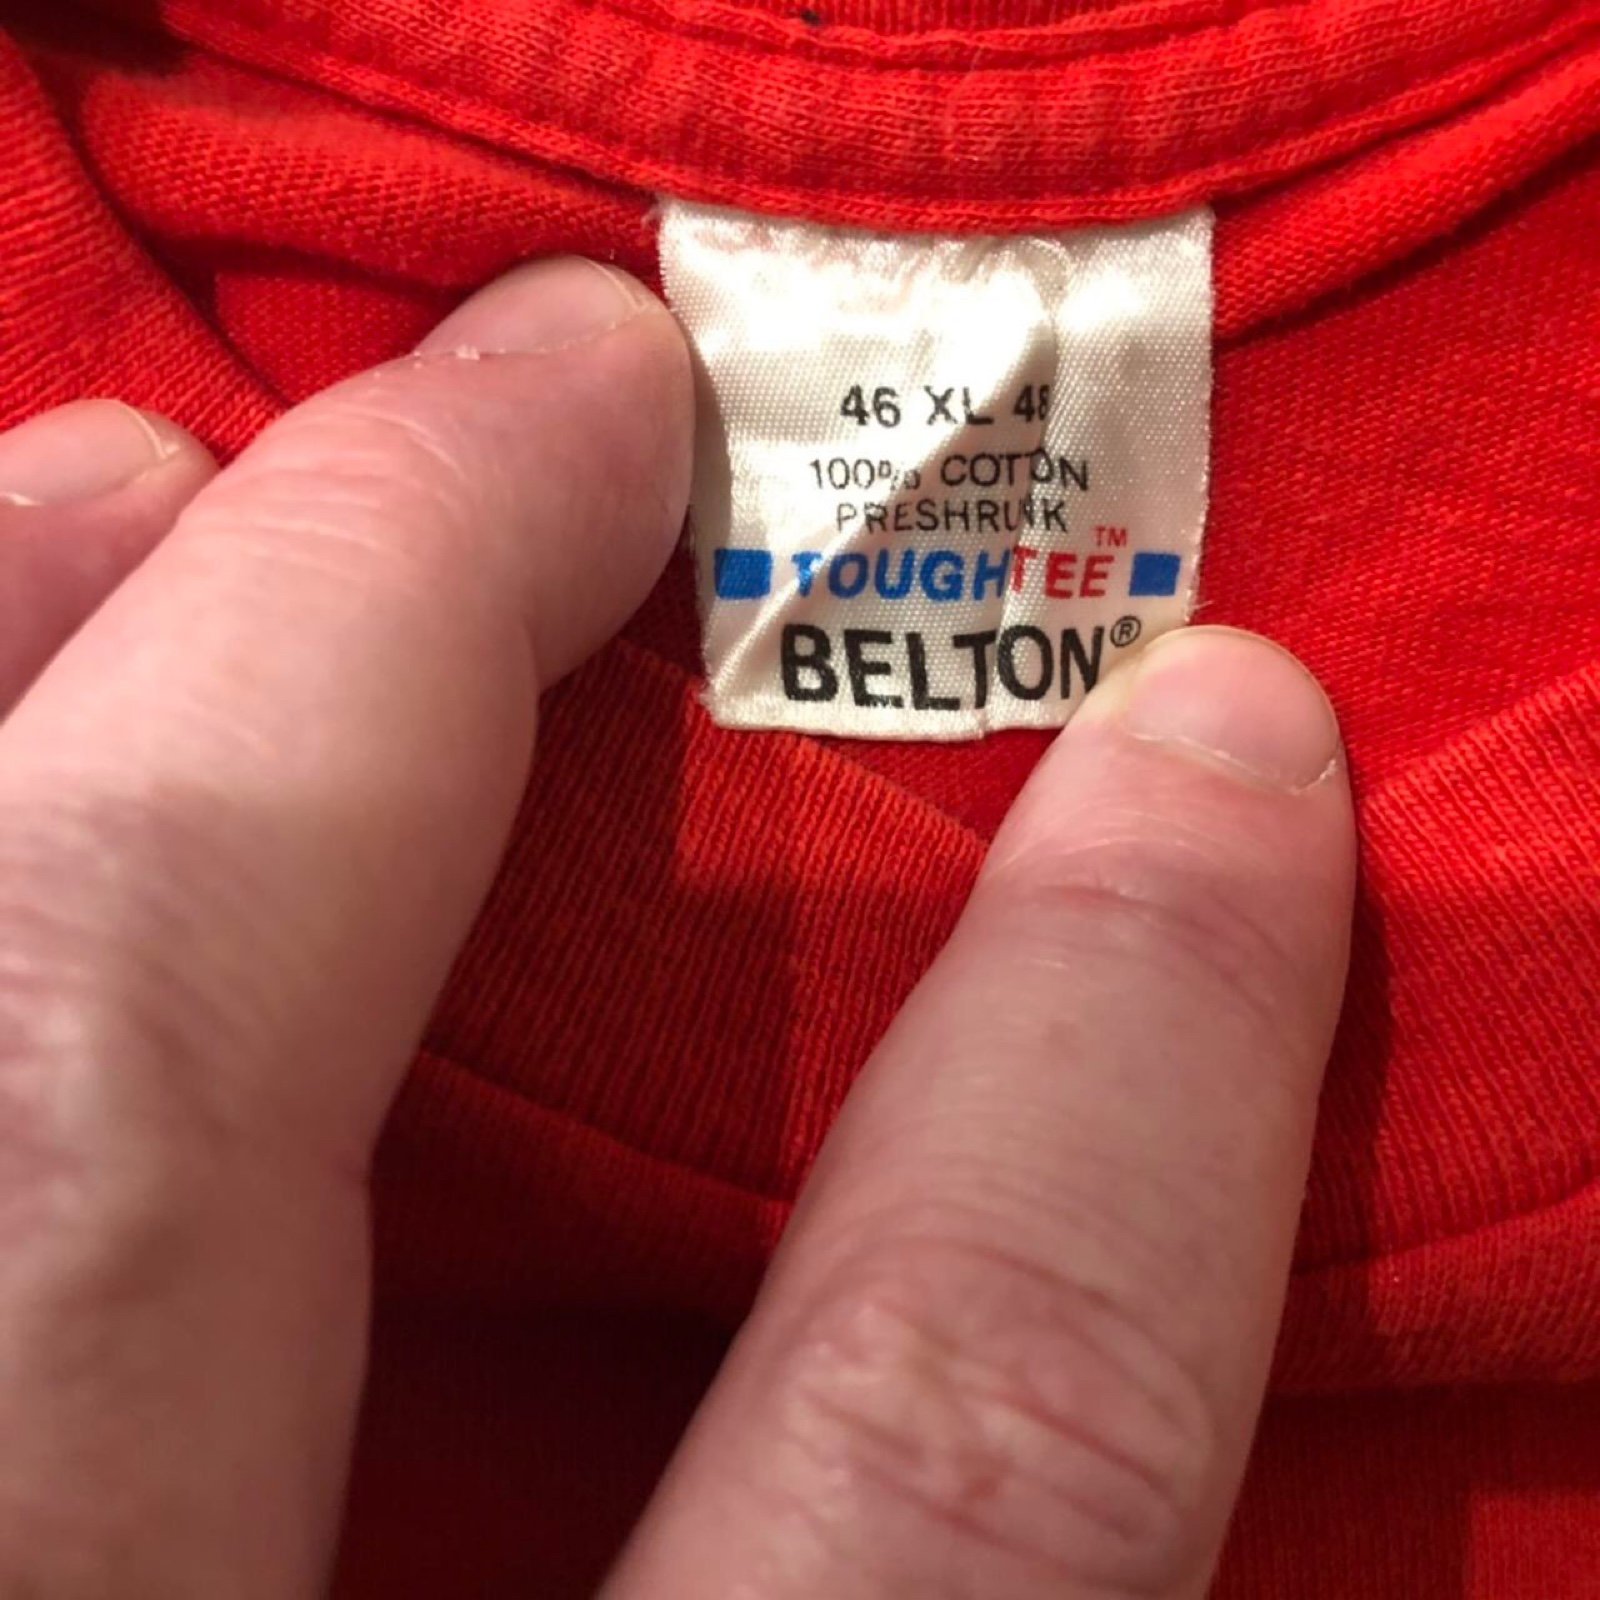 46 XL 48
100% COTTON
PRESHRUNK
TOUGHTEE™
BELTON®